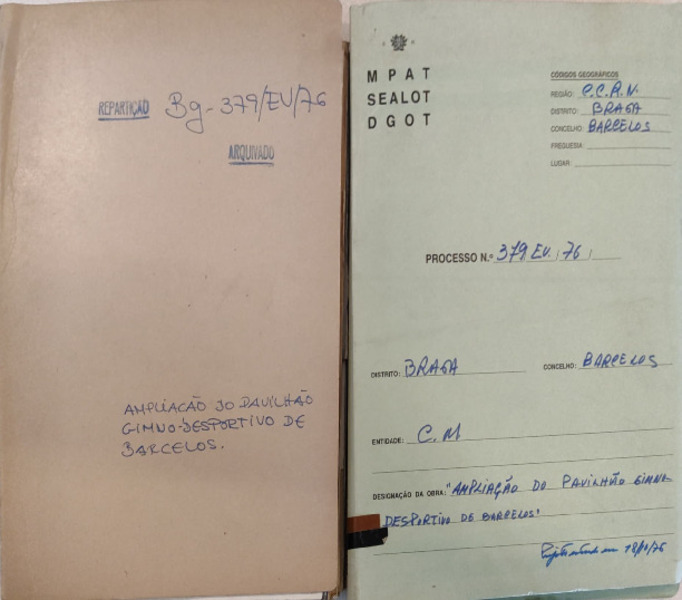 REPARTIÇÃO Bg-379/EU/76
ARQUIVADO
AMPLIAÇÃO DO PAVILHÃO
GIMNO-DESPORTIVO DE
BARCELOS.
MPAT
SEALOT
DGOT
CÓDIGOS GEOGRÁFICOS
REGIÃO: C.C.R.N.
DISTRITO: BRAGA
CONCELHO: BARCELOS
FREGUESIA:
LUGAR:
PROCESSO N.º 379 EU. / 76 /
DISTRITO: BRAGA CONCELHO: BARCELOS
ENTIDADE: C.M
DESIGNAÇÃO DA OBRA: "AMPLIAÇÃO DO PAVILHÃO GIMNO-
DESPORTIVO DE BARCELOS"